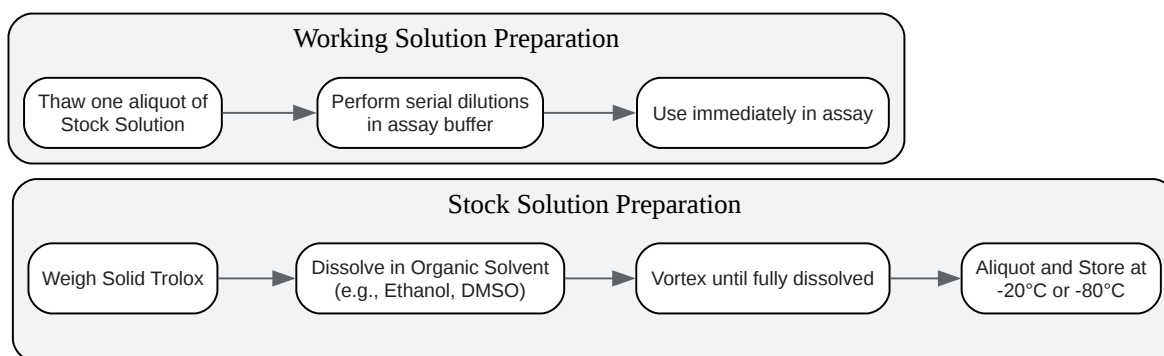 Working Solution Preparation
Thaw one aliquot of
Stock Solution
Perform serial dilutions
in assay buffer
Use immediately in assay
Stock Solution Preparation
Weigh Solid Trolox
Dissolve in Organic Solvent
(e.g., Ethanol, DMSO)
Vortex until fully dissolved
Aliquot and Store at
-20°C or -80°C